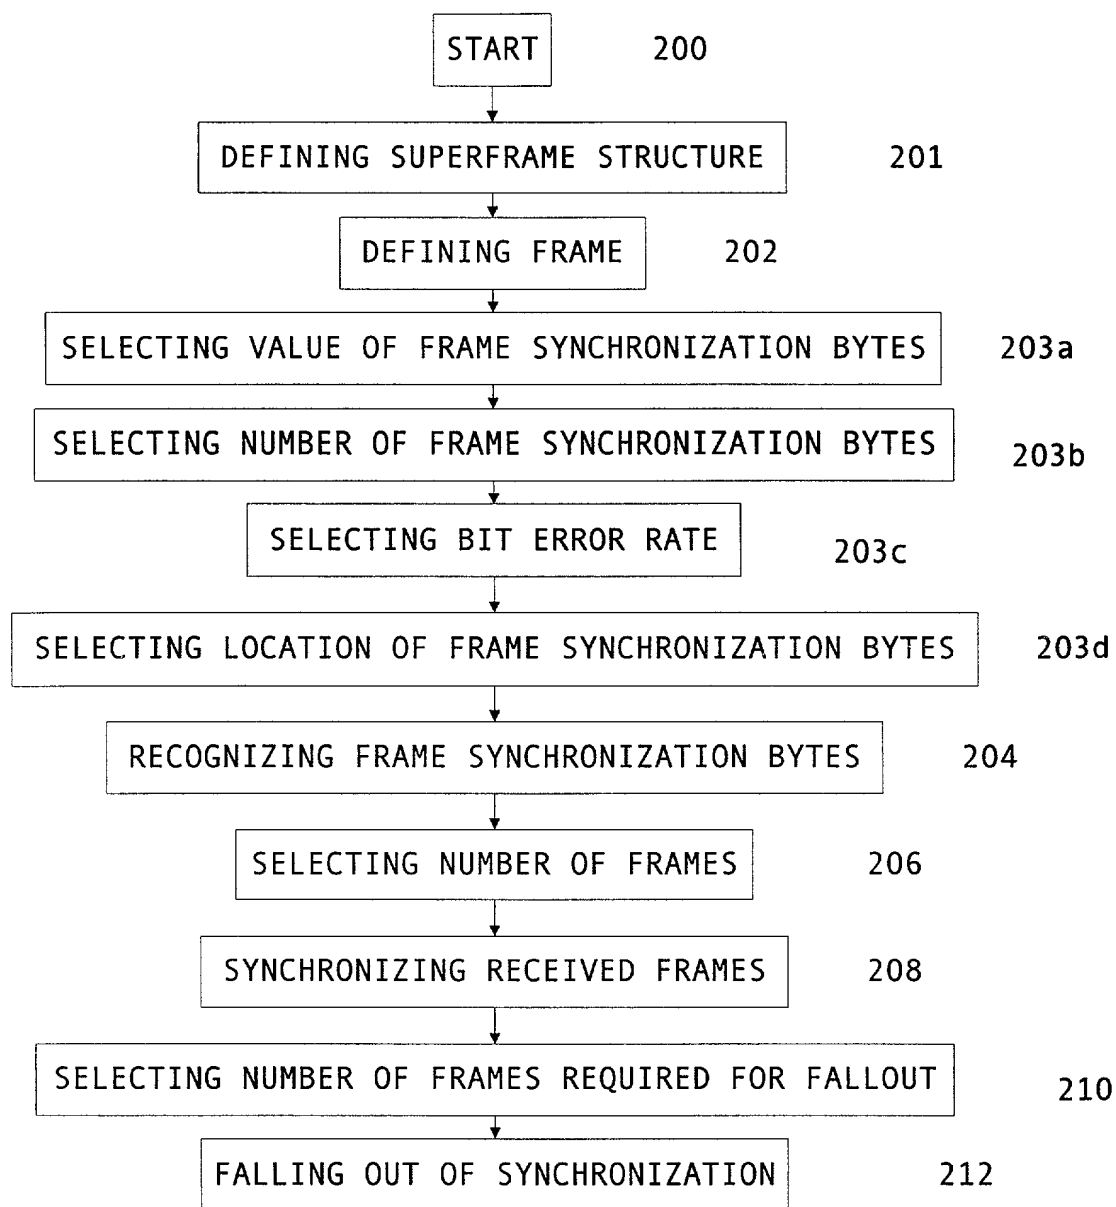 START 200
DEFINING SUPERFRAME STRUCTURE 201
DEFINING FRAME 202
SELECTING VALUE OF FRAME SYNCHRONIZATION BYTES 203a
SELECTING NUMBER OF FRAME SYNCHRONIZATION BYTES 203b
SELECTING BIT ERROR RATE 203c
SELECTING LOCATION OF FRAME SYNCHRONIZATION BYTES 203d
RECOGNIZING FRAME SYNCHRONIZATION BYTES 204
SELECTING NUMBER OF FRAMES 206
SYNCHRONIZING RECEIVED FRAMES 208
SELECTING NUMBER OF FRAMES REQUIRED FOR FALLOUT 210
FALLING OUT OF SYNCHRONIZATION 212